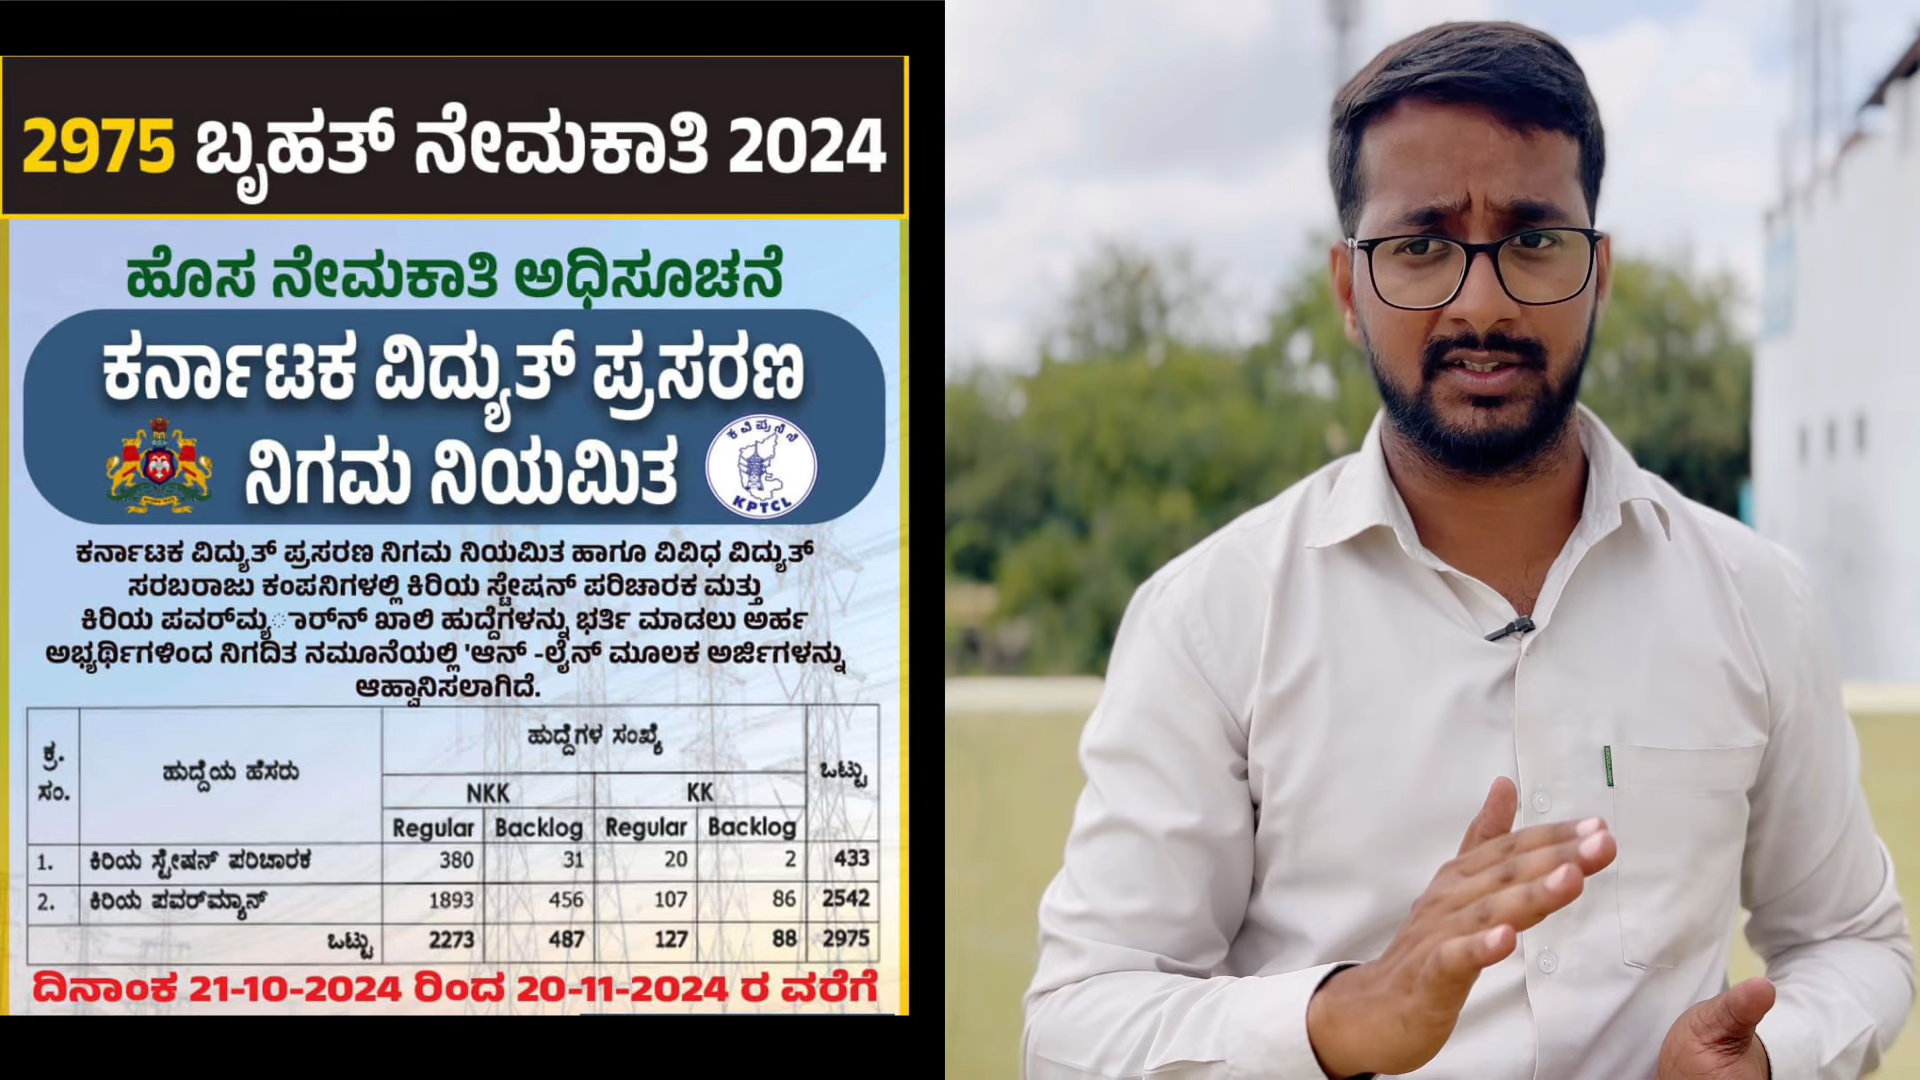 2975 ಬೃಹತ್ ನೇಮಕಾತಿ 2024
ಹೊಸ ನೇಮಕಾತಿ ಅಧಿಸೂಚನೆ
ಕರ್ನಾಟಕ ವಿದ್ಯುತ್ ಪ್ರಸರಣ
ನಿಗಮ ನಿಯಮಿತ
ಕ ವಿ ಪ್ರ ನಿ ನಿ
KPTCL
ಕರ್ನಾಟಕ ವಿದ್ಯುತ್ ಪ್ರಸರಣ ನಿಗಮ ನಿಯಮಿತ ಹಾಗೂ ವಿವಿಧ ವಿದ್ಯುತ್
ಸರಬರಾಜು ಕಂಪನಿಗಳಲ್ಲಿ ಕಿರಿಯ ಸ್ಟೇಷನ್ ಪರಿಚಾರಕ ಮತ್ತು
ಕಿರಿಯ ಪವರ್‌ಮ್ಯಾರ್ನ್ ಖಾಲಿ ಹುದ್ದೆಗಳನ್ನು ಭರ್ತಿ ಮಾಡಲು ಅರ್ಹ
ಅಭ್ಯರ್ಥಿಗಳಿಂದ ನಿಗದಿತ ನಮೂನೆಯಲ್ಲಿ 'ಆನ್ -ಲೈನ್ ಮೂಲಕ ಅರ್ಜಿಗಳನ್ನು
ಆಹ್ವಾನಿಸಲಾಗಿದೆ.
ಕ್ರ. ಸಂ. ಹುದ್ದೆಯ ಹೆಸರು ಹುದ್ದೆಗಳ ಸಂಖ್ಯೆ ಒಟ್ಟು
NKK KK
Regular Backlog Regular Backlog
1. ಕಿರಿಯ ಸ್ಟೇಷನ್ ಪರಿಚಾರಕ 380 31 20 2 433
2. ಕಿರಿಯ ಪವರ್‌ಮ್ಯಾನ್ 1893 456 107 86 2542
ಒಟ್ಟು 2273 487 127 88 2975
ದಿನಾಂಕ 21-10-2024 ರಿಂದ 20-11-2024 ರ ವರೆಗೆ